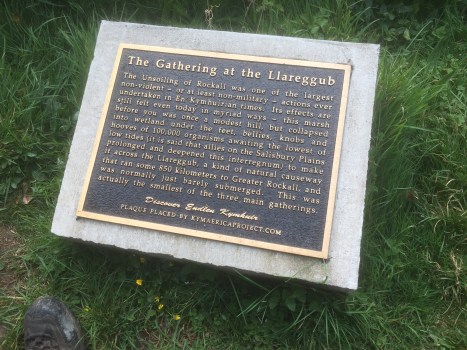 The Gathering at the Llareggub
The Unsoiling of Rockall was one of the largest
non-violent – or at least non-military – actions ever
undertaken in En Kymhuirian times. Its effects are
still felt even today in myriad ways – this marsh
before you was once a modest hill, but collapsed
into wetland under the feet, bellies, knobs and
hooves of 100,000 organisms awaiting the lowest of
low tides (it is said that allies on the Salisbury Plains
prolonged and deepened this interregnum) to make
it across the Llareggub, a kind of natural causeway
that ran some 850 kilometers to Greater Rockall, and
was normally just barely submerged. This was
actually the smallest of the three main gatherings.
Discover Endless Kymhuir
PLAQUE PLACED BY KYMAERICAPROJECT.COM